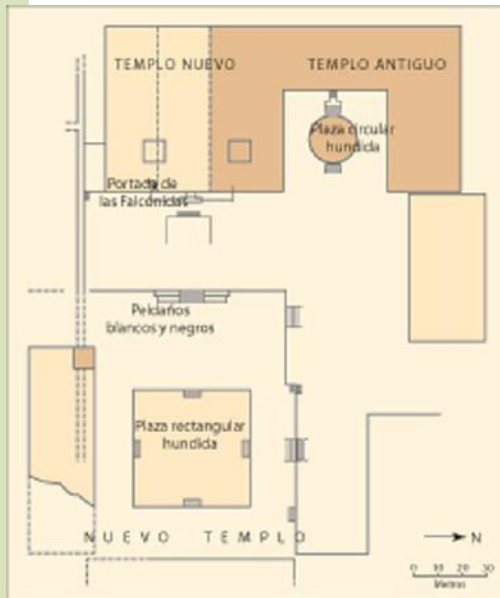 TEMPLO NUEVO
TEMPLO ANTIGUO
Plaza circular
hundida
Portada de
las Falcónidas
Peldaños
blancos y negros
Plaza rectangular
hundida
NUEVO TEMPLO
N
0 10 20 30
Metros